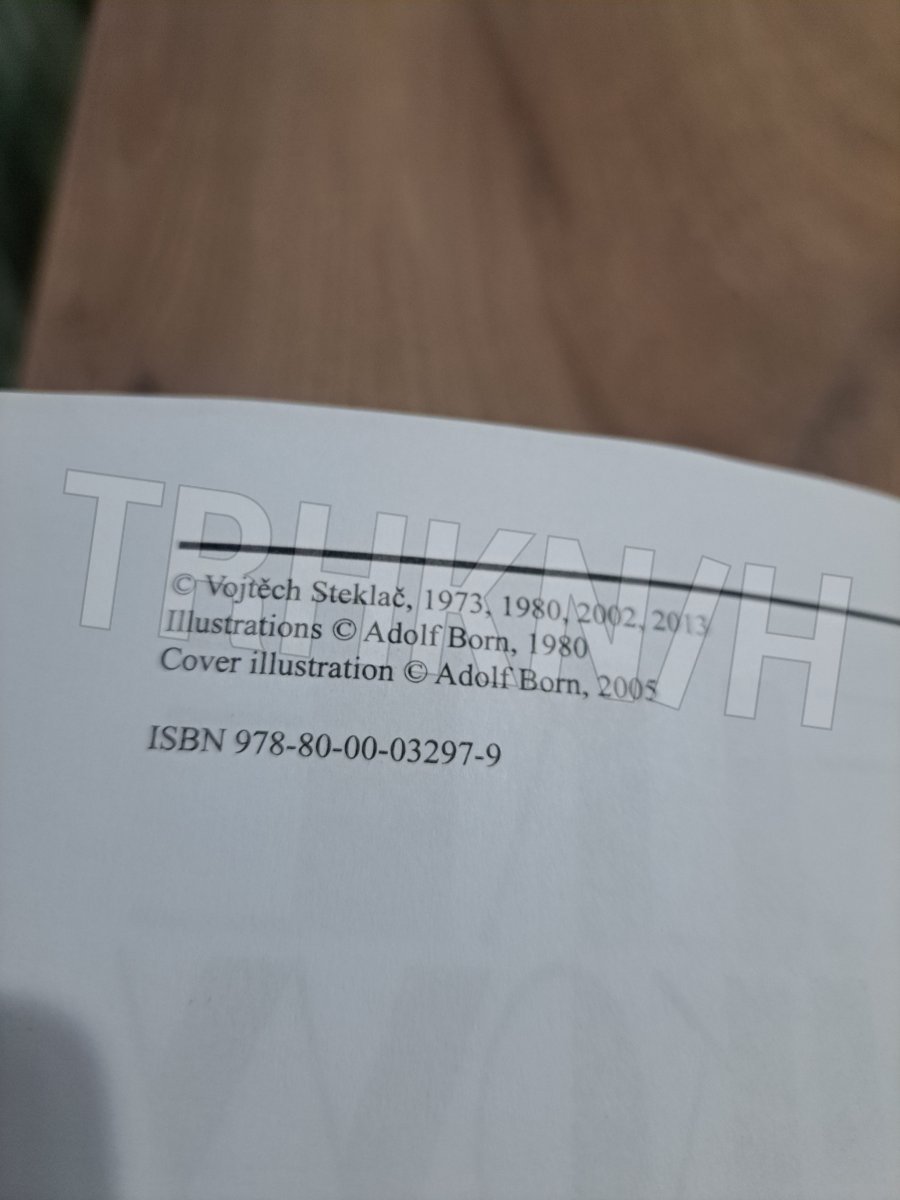 TRHKNVH
© Vojtěch Steklač, 1973, 1980, 2002, 2013
Illustrations © Adolf Born, 1980
Cover illustration © Adolf Born, 2005
ISBN 978-80-00-03297-9